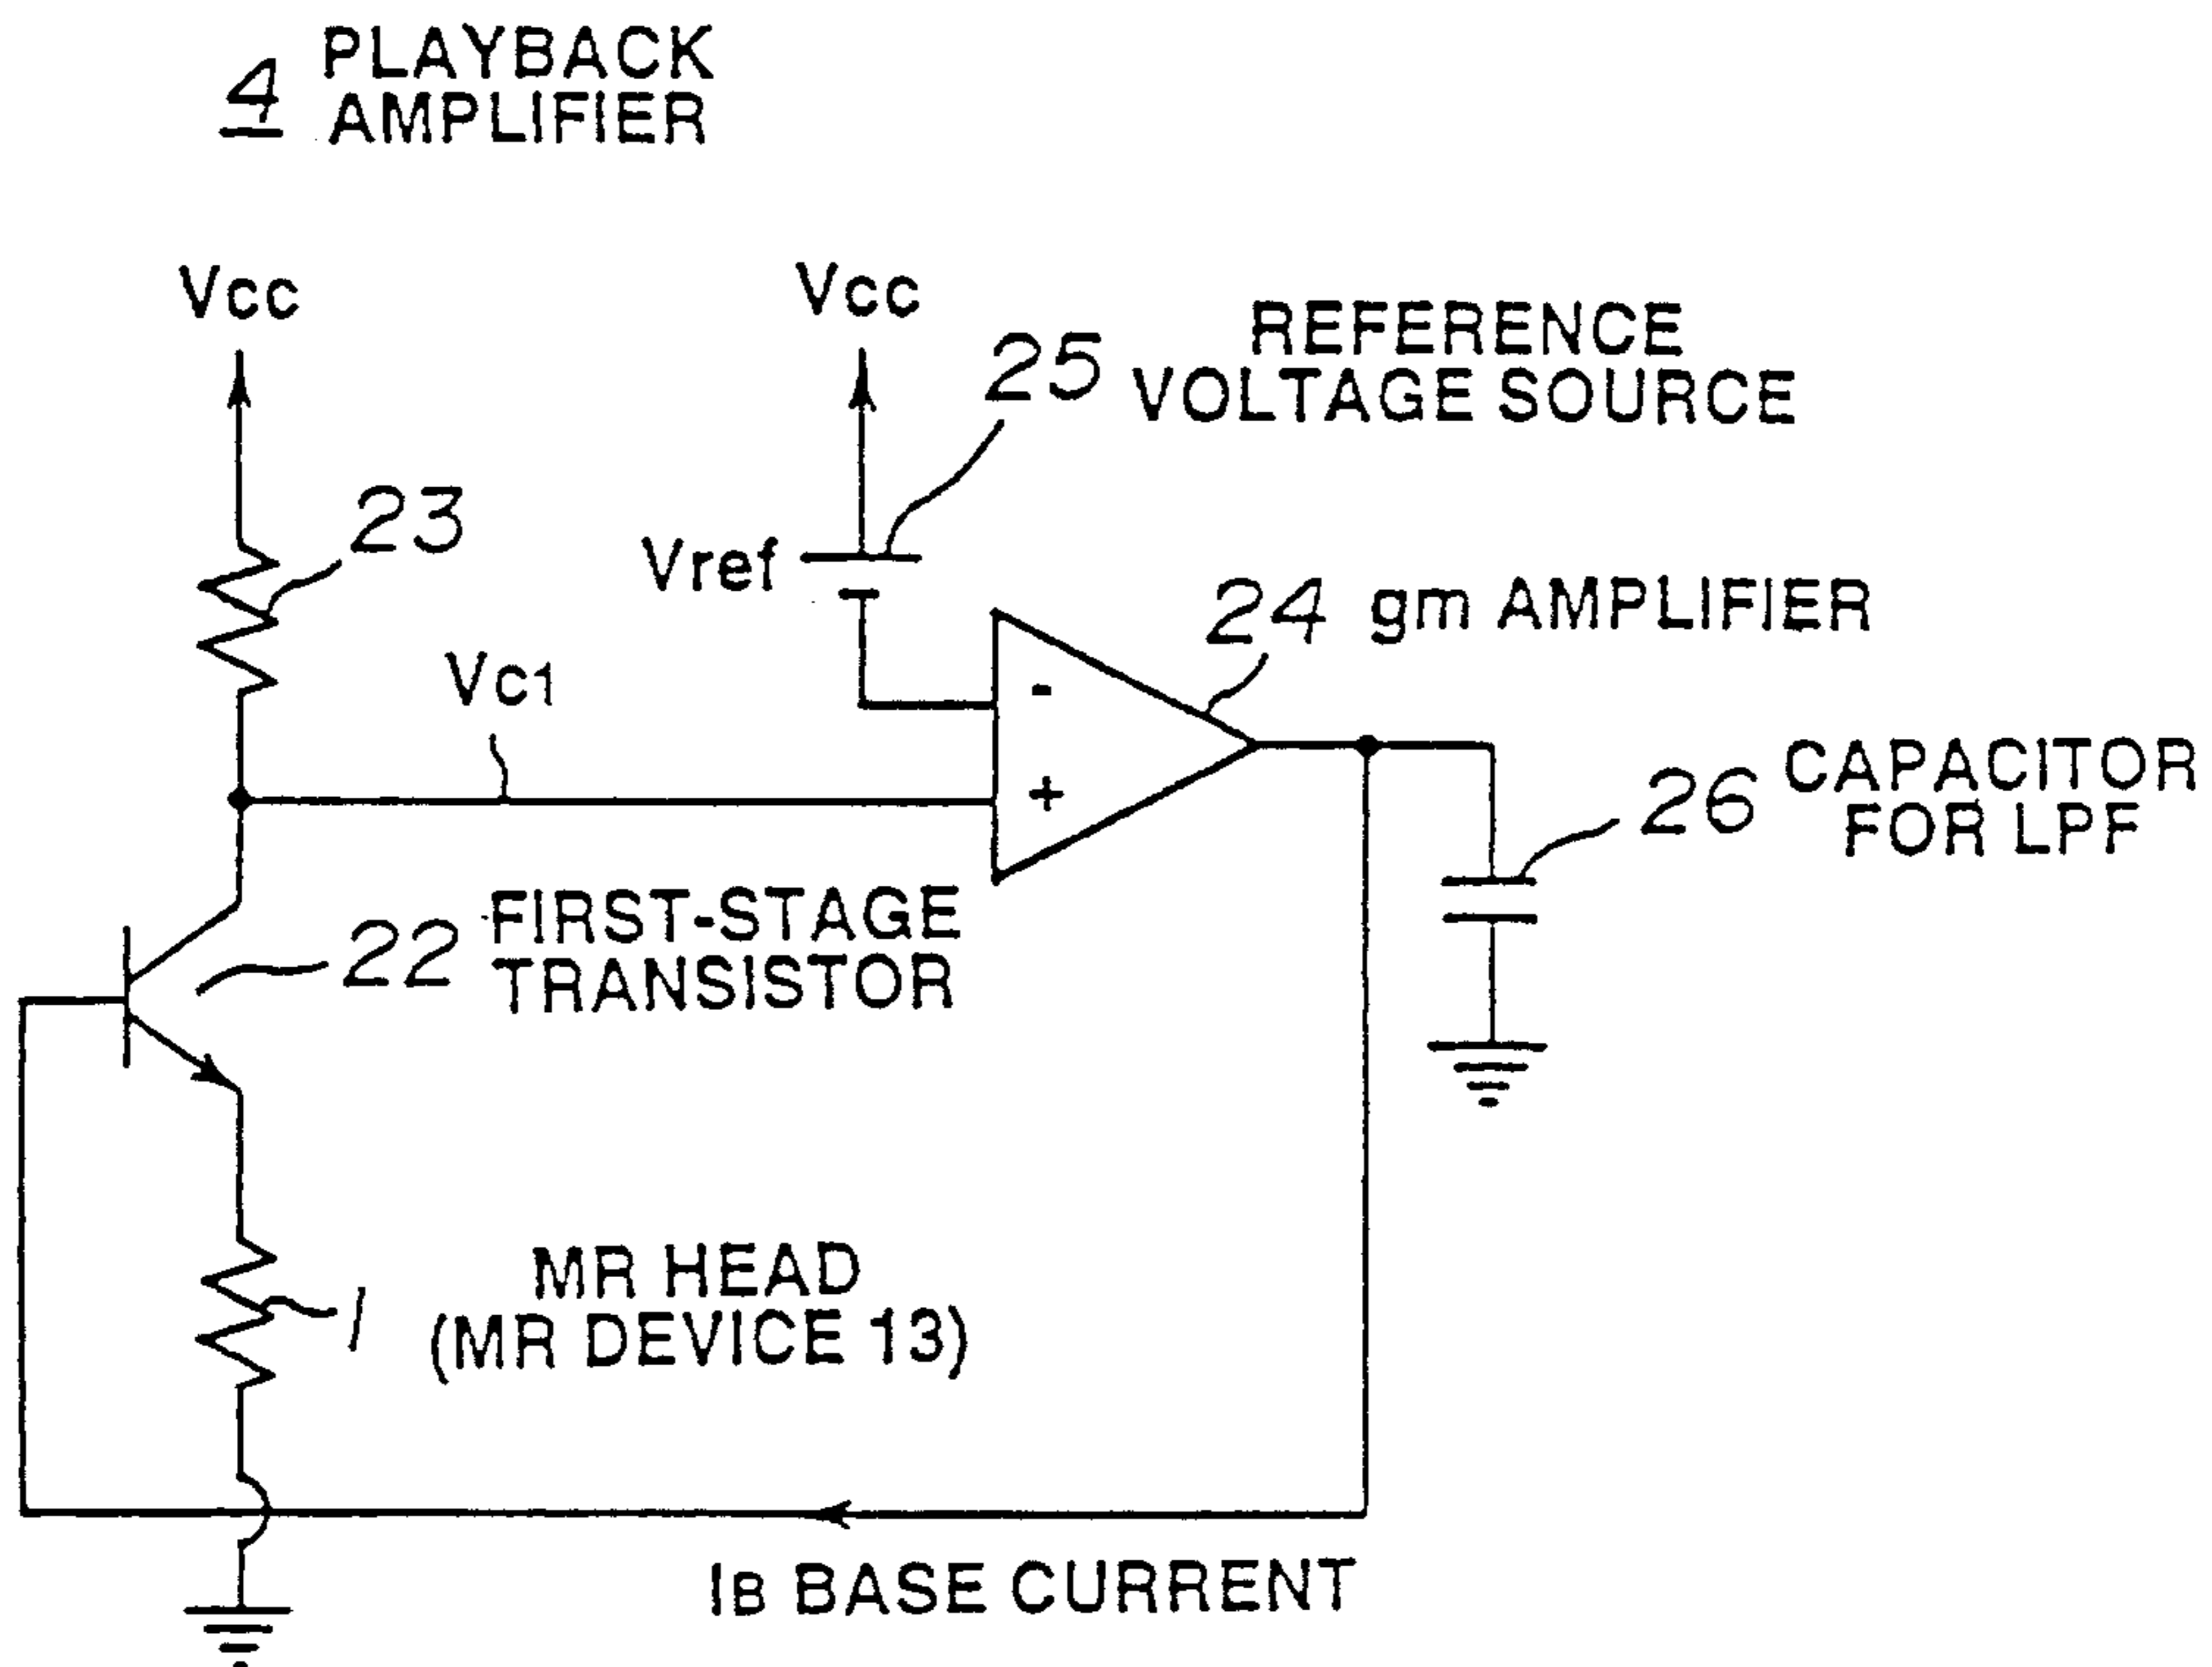 4 PLAYBACK
AMPLIFIER
Vcc
Vcc
25 REFERENCE
VOLTAGE SOURCE
23
Vref
24 gm AMPLIFIER
Vc1
-
+
26 CAPACITOR
FOR LPF
22 FIRST-STAGE
TRANSISTOR
1 MR HEAD
(MR DEVICE 13)
IB BASE CURRENT